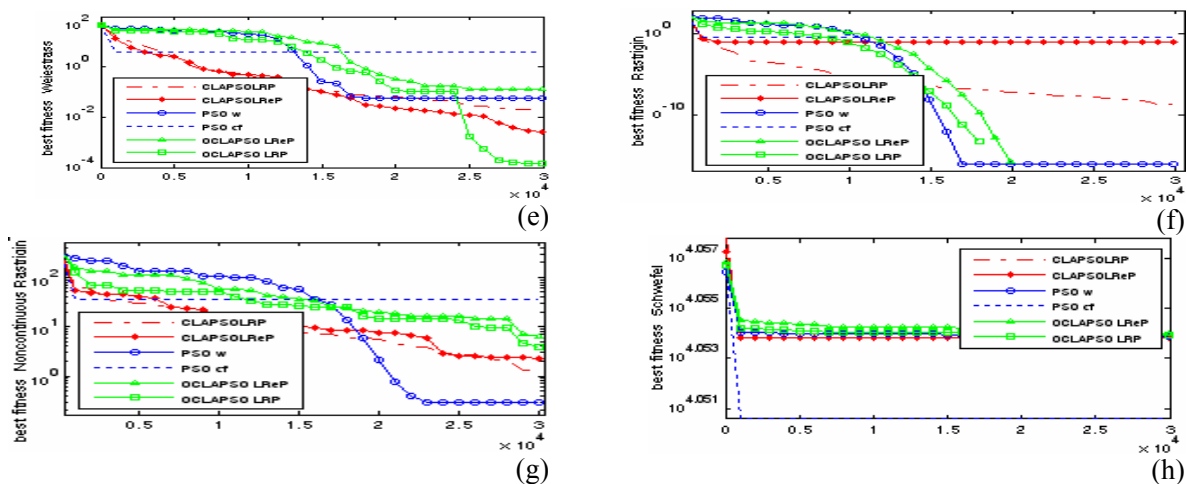 10^2
10^0
10^-2
10^-4
best fitness Weiestrass
CLAPSOLRP
CLAPSOLReP
PSO w
PSO cf
OCLAPSO LReP
OCLAPSO LRP
0 0.5 1 1.5 2 2.5 3
× 10^4
(e)
10^0
-10
0
best fitness Rastrigin
CLAPSOLRP
CLAPSOLReP
PSO w
PSO cf
OCLAPSO LReP
OCLAPSO LRP
0.5 1 1.5 2 2.5 3
× 10^4
(f)
10^2
10^1
10^0
best fitness Noncontinuous Rastrigin
CLAPSOLRP
CLAPSOLReP
PSO w
PSO cf
OCLAPSO LReP
OCLAPSO LRP
0.5 1 1.5 2 2.5 3
× 10^4
(g)
10^4.057
10^4.055
10^4.053
10^4.051
best fitness Schwefel
CLAPSOLRP
CLAPSOLReP
PSO w
PSO cf
OCLAPSO LReP
OCLAPSO LRP
0 0.5 1 1.5 2 2.5 3
× 10^4
(h)